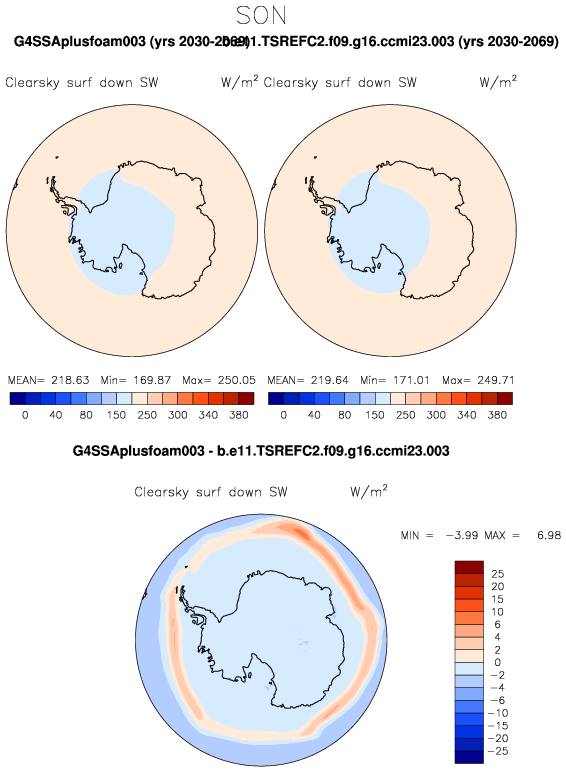 SON
G4SSAplusfoam003 (yrs 2030-2069) b.e11.TSREFC2.f09.g16.ccmi23.003 (yrs 2030-2069)
Clearsky surf down SW W/m² Clearsky surf down SW W/m²
MEAN= 218.63 Min= 169.87 Max= 250.05 MEAN= 219.64 Min= 171.01 Max= 249.71
0 40 80 150 250 300 340 380 0 40 80 150 250 300 340 380
G4SSAplusfoam003 - b.e11.TSREFC2.f09.g16.ccmi23.003
Clearsky surf down SW W/m²
MIN = -3.99 MAX = 6.98
25
20
15
10
6
4
2
0
-2
-4
-6
-10
-15
-20
-25